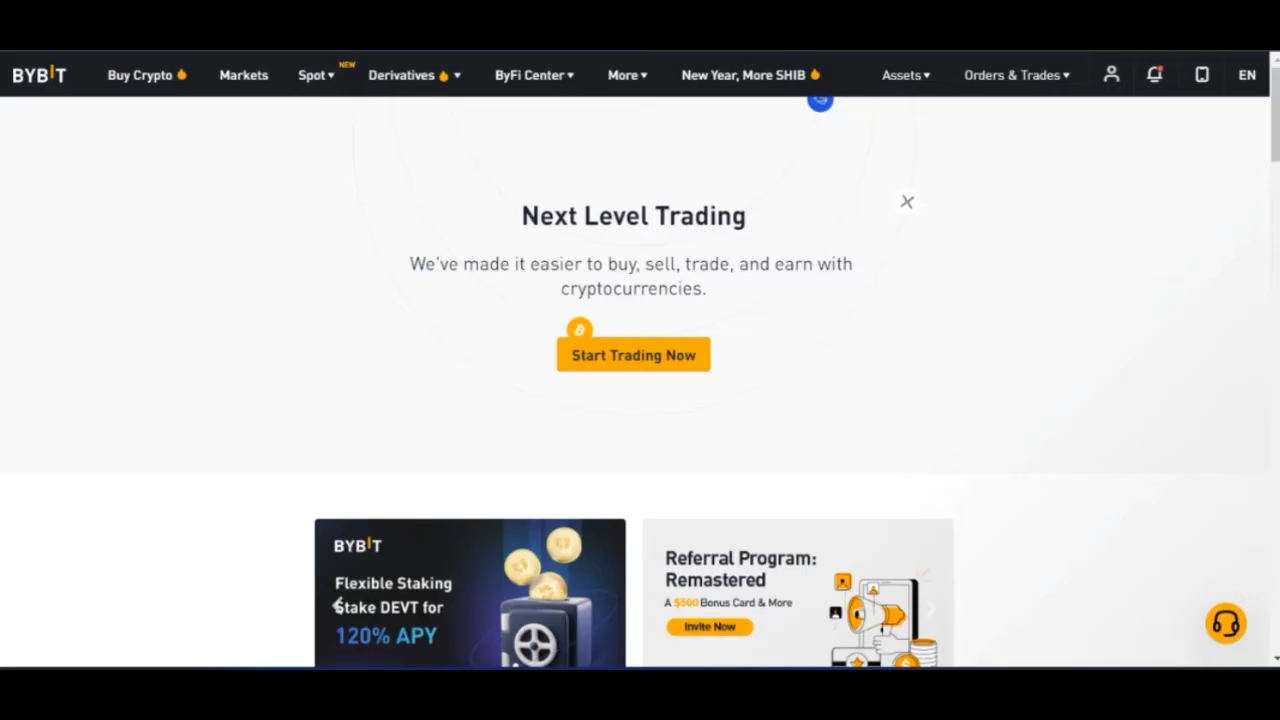 BYBIT
Buy Crypto
Markets
Spot
NEW
Derivatives
ByFi Center
More
New Year, More SHIB
Assets
Orders & Trades
EN
Next Level Trading
We've made it easier to buy, sell, trade, and earn with
cryptocurrencies.
Start Trading Now
BYBIT
Flexible Staking
Stake DEVT for
120% APY
Referral Program:
Remastered
A $500 Bonus Card & More
Invite Now